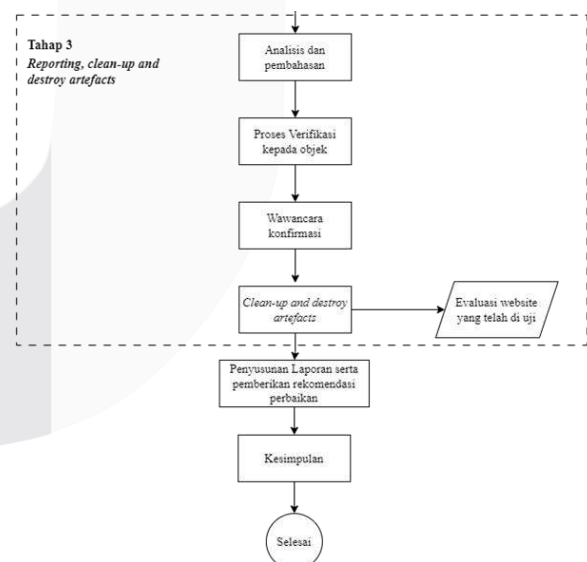 Tahap 3
Reporting, clean-up and
destroy artefacts
Analisis dan
pembahasan
Proses Verifikasi
kepada objek
Wawancara
konfirmasi
Clean-up and destroy
artefacts
Evaluasi website
yang telah di uji
Penyusunan Laporan serta
pemberikan rekomendasi
perbaikan
Kesimpulan
Selesai